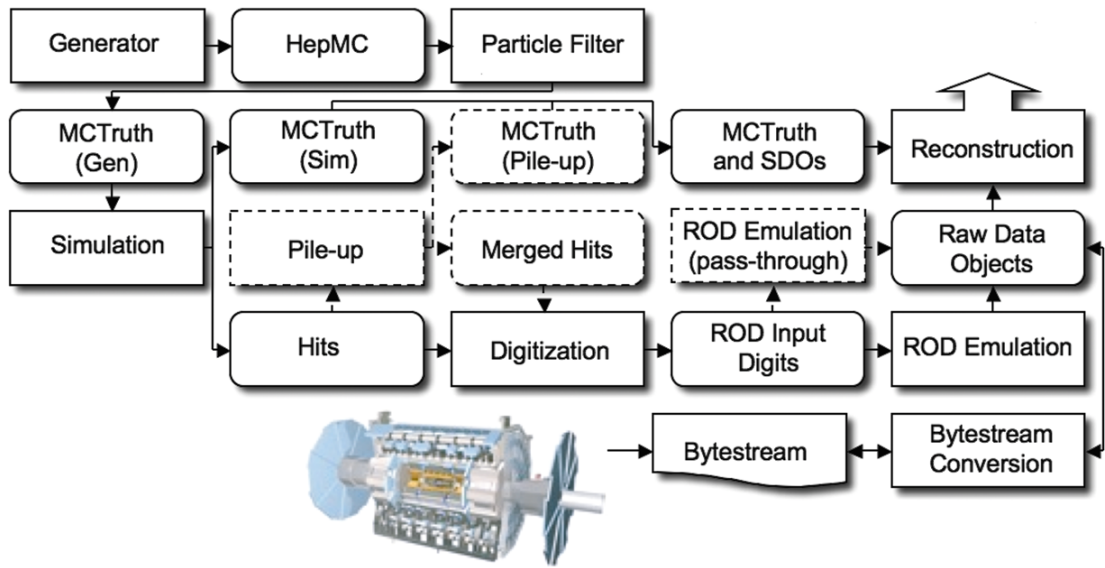 Generator
HepMC
Particle Filter
MCTruth
(Gen)
MCTruth
(Sim)
MCTruth
(Pile-up)
MCTruth
and SDOs
Reconstruction
Simulation
Pile-up
Merged Hits
ROD Emulation
(pass-through)
Raw Data
Objects
Hits
Digitization
ROD Input
Digits
ROD Emulation
Bytestream
Bytestream
Conversion